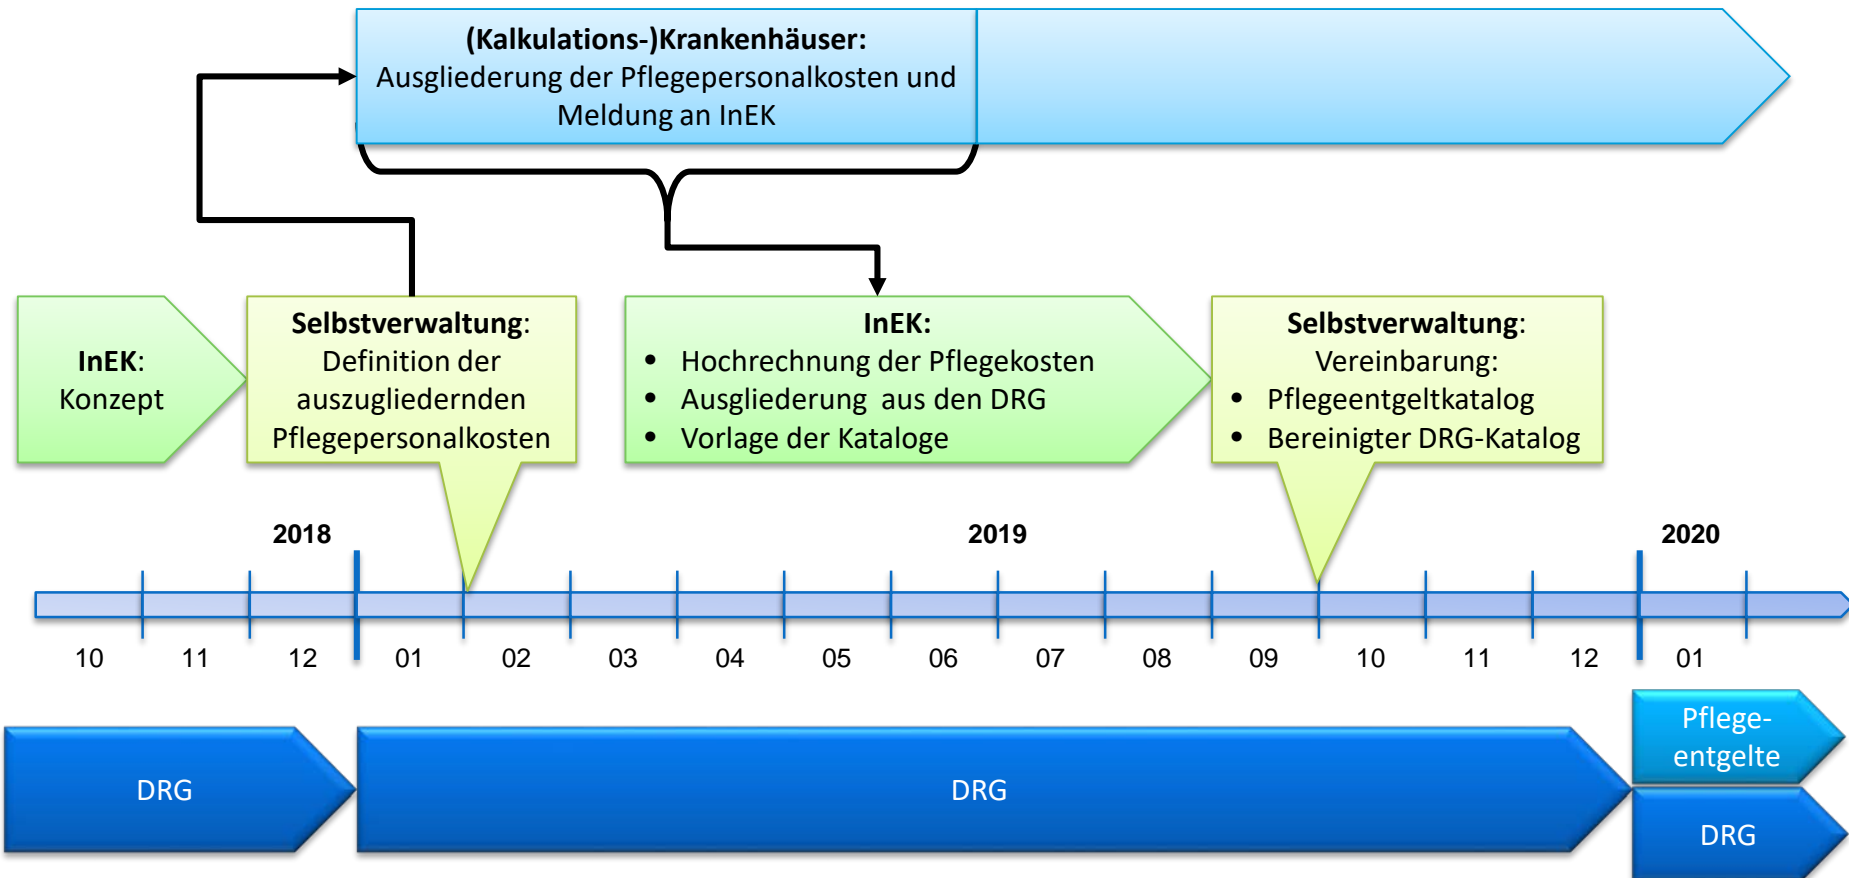 (Kalkulations-)Krankenhäuser:
Ausgliederung der Pflegepersonalkosten und
Meldung an InEK
InEK:
Konzept
Selbstverwaltung:
Definition der
auszugliedernden
Pflegepersonalkosten
InEK:
• Hochrechnung der Pflegekosten
• Ausgliederung aus den DRG
• Vorlage der Kataloge
Selbstverwaltung:
Vereinbarung:
• Pflegeentgeltkatalog
• Bereinigter DRG-Katalog
2018 2019 2020
10 11 12 01 02 03 04 05 06 07 08 09 10 11 12 01
DRG
DRG
Pflege-
entgelte
DRG